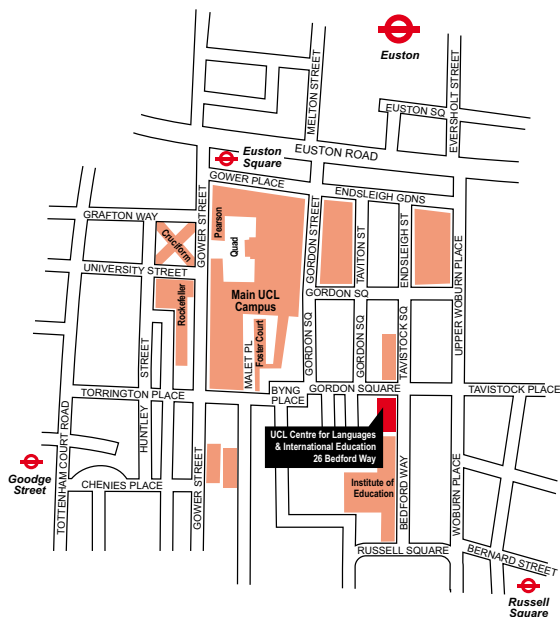 Euston
EUSTON SQ
MELTON STREET
EVERSHOLT STREET
EUSTON ROAD
Euston
Square
GOWER PLACE
ENDSLEIGH GDNS
GRAFTON WAY
Cruciform
GOWER STREET
Pearson
Quad
GORDON STREET
TAVITON ST
ENDSLEIGH ST
UPPER WOBURN PLACE
UNIVERSITY STREET
Rockefeller
Main UCL
Campus
GORDON SQ
Foster Court
MALET PL
GORDON SQ
GORDON SQ
TAVISTOCK SQ
HUNTLEY STREET
TORRINGTON PLACE
BYNG
PLACE
GORDON SQUARE
TAVISTOCK PLACE
UCL Centre for Languages
& International Education
26 Bedford Way
TOTTENHAM COURT ROAD
Goodge
Street
CHENIES PLACE
GOWER STREET
Institute of
Education
BEDFORD WAY
WOBURN PLACE
RUSSELL SQUARE
BERNARD STREET
Russell
Square